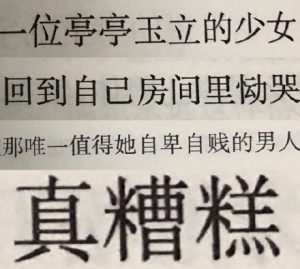 一位亭亭玉立的少女
回到自己房间里恸哭
那唯一值得她自卑自贱的男人
真糟糕